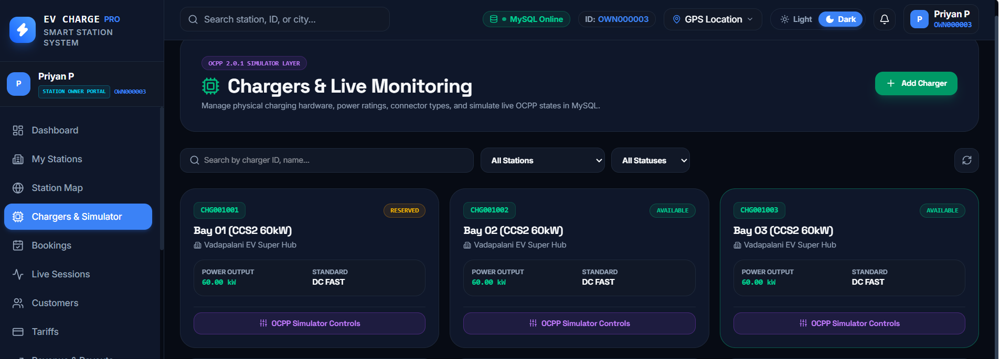 EV CHARGE PRO
SMART STATION
SYSTEM
Priyan P
P
STATION OWNER PORTAL OWN000003
Dashboard
My Stations
Station Map
Chargers & Simulator
Bookings
Live Sessions
Customers
Tariffs
Search station, ID, or city...
MySQL Online
ID: OWN000003
GPS Location
Light
Dark
P
Priyan P
OWN000003
OCPP 2.0.1 SIMULATOR LAYER
Chargers & Live Monitoring
Manage physical charging hardware, power ratings, connector types, and simulate live OCPP states in MySQL.
Add Charger
Search by charger ID, name...
All Stations
All Statuses
CHG001001
RESERVED
Bay 01 (CCS2 60kW)
Vadapalani EV Super Hub
POWER OUTPUT STANDARD
60.00 kW DC FAST
OCPP Simulator Controls
CHG001002
AVAILABLE
Bay 02 (CCS2 60kW)
Vadapalani EV Super Hub
POWER OUTPUT STANDARD
60.00 kW DC FAST
OCPP Simulator Controls
CHG001003
AVAILABLE
Bay 03 (CCS2 60kW)
Vadapalani EV Super Hub
POWER OUTPUT STANDARD
60.00 kW DC FAST
OCPP Simulator Controls